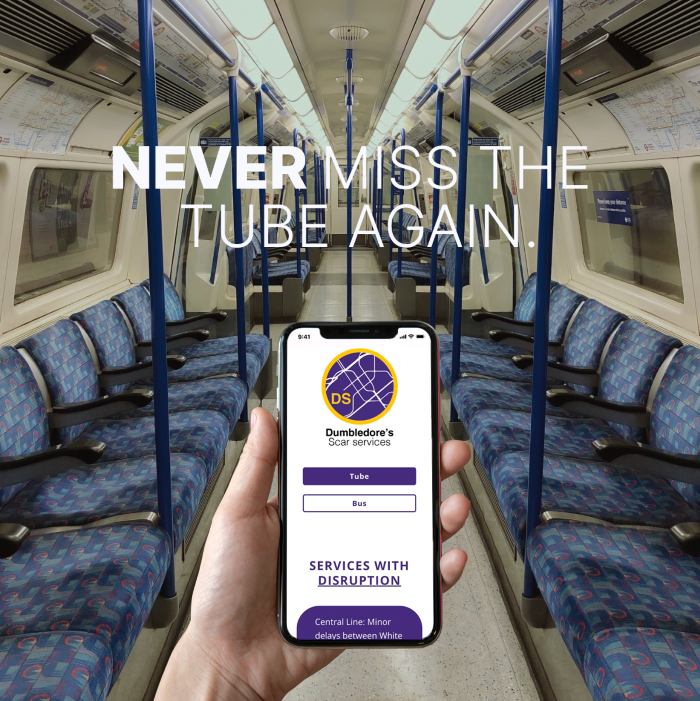 NEVER MISS THE
TUBE AGAIN.
9:41
DS
Dumbledore's
Scar services
Tube
Bus
SERVICES WITH
DISRUPTION
Central Line: Minor
delays between White